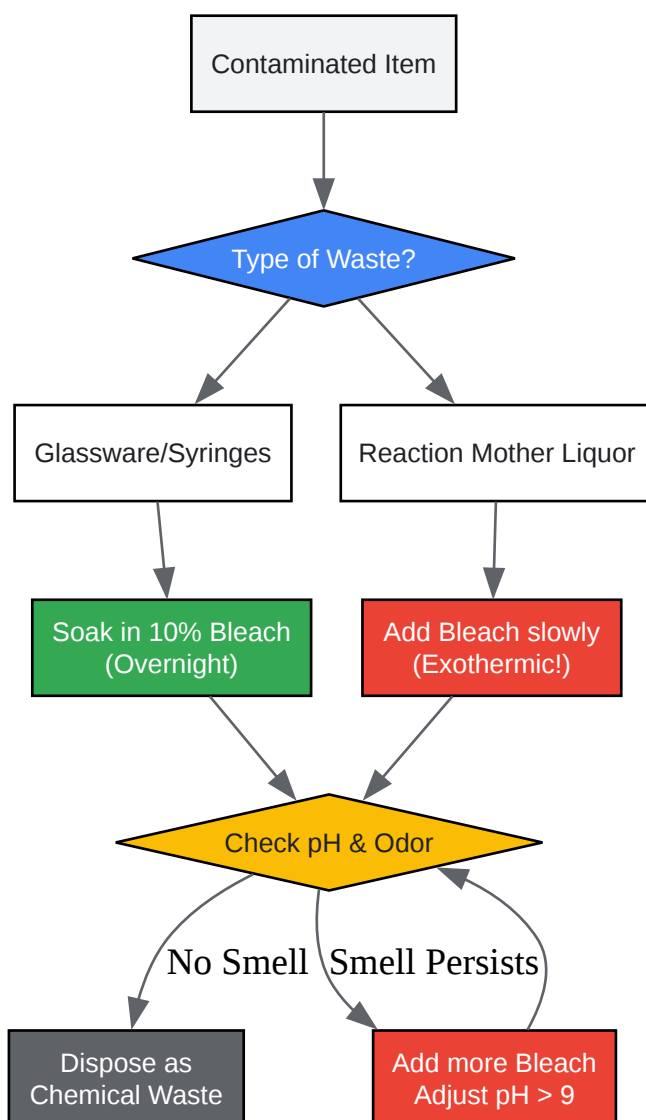 Contaminated Item
Type of Waste?
Glassware/Syringes
Reaction Mother Liquor
Soak in 10% Bleach
(Overnight)
Add Bleach slowly
(Exothermic!)
Check pH & Odor
No Smell
Smell Persists
Dispose as
Chemical Waste
Add more Bleach
Adjust pH > 9